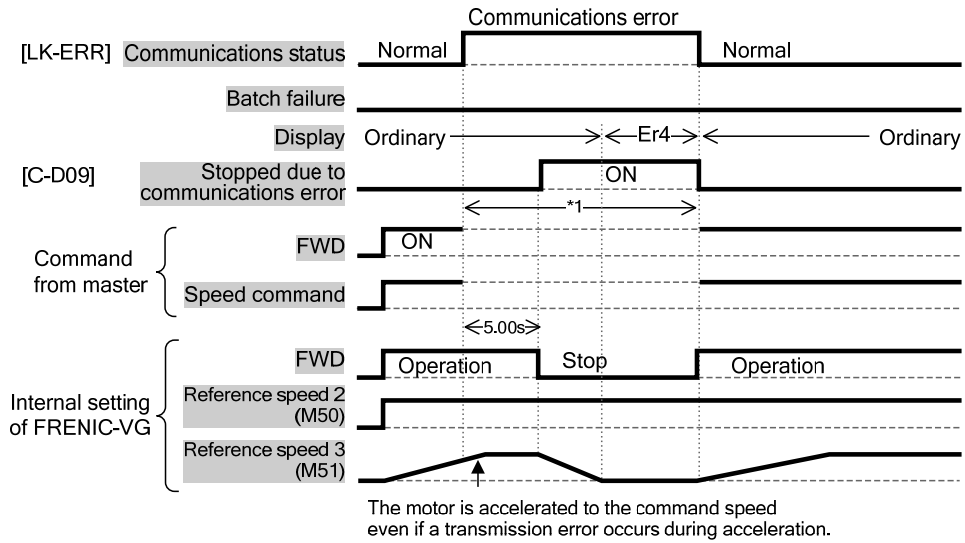 Communications error
[LK-ERR] Communications status Normal Normal
Batch failure
Display Ordinary Er4 Ordinary
[C-D09] Stopped due to
communications error ON
*1
Command
from master
FWD ON
Speed command
5.00s
Internal setting
of FRENIC-VG
FWD Operation Stop Operation
Reference speed 2
(M50)
Reference speed 3
(M51)
The motor is accelerated to the command speed
even if a transmission error occurs during acceleration.